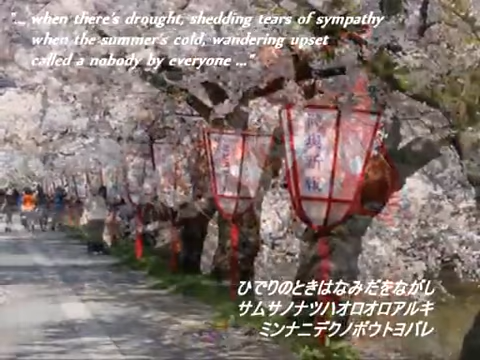 "... when there's drought, shedding tears of sympathy
when the summer's cold, wandering upset
called a nobody by everyone ..."
ひでりのときはなみだをながし
サムサノナツハオロオロアルキ
ミンナニデクノボウトヨバレ